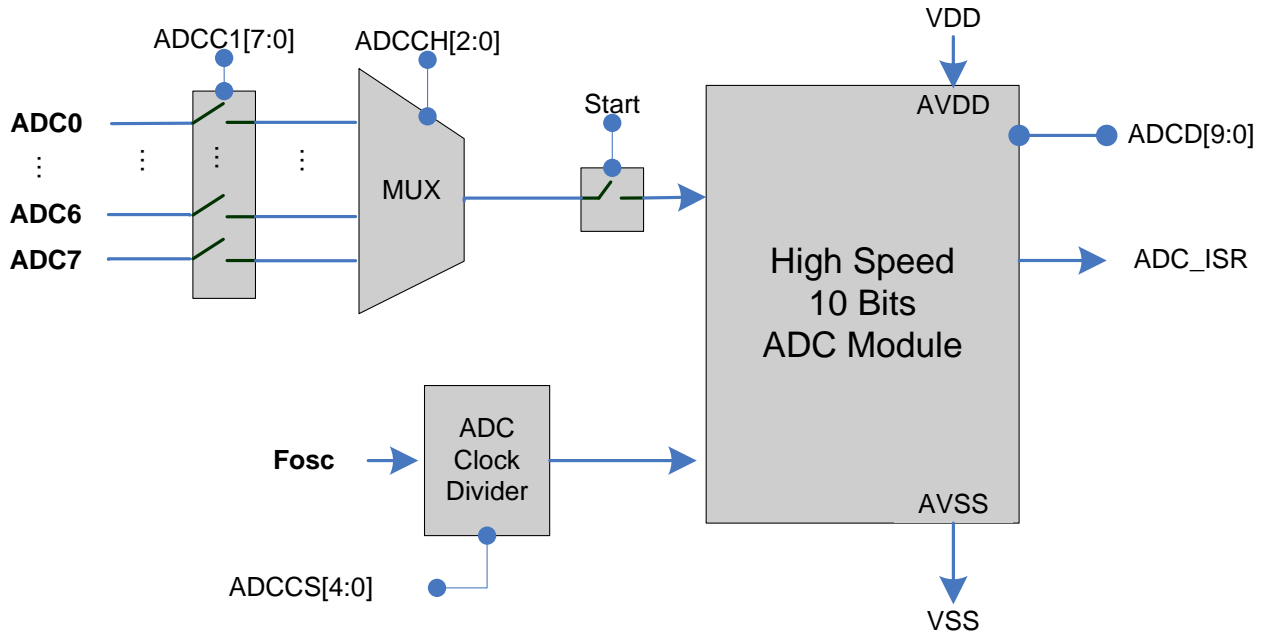 VDD
ADCC1[7:0]
ADCCH[2:0]
Start
AVDD
ADC0
ADCD[9:0]
MUX
ADC6
ADC7
High Speed
10 Bits
ADC Module
ADC_ISR
Fosc
ADC
Clock
Divider
AVSS
ADCCS[4:0]
VSS